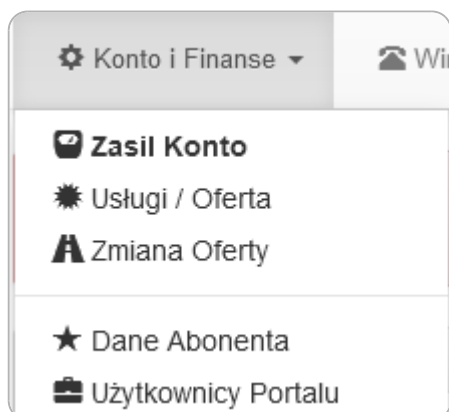 Konto i Finanse
Zasil Konto
Usługi / Oferta
Zmiana Oferty
Dane Abonenta
Użytkownicy Portalu